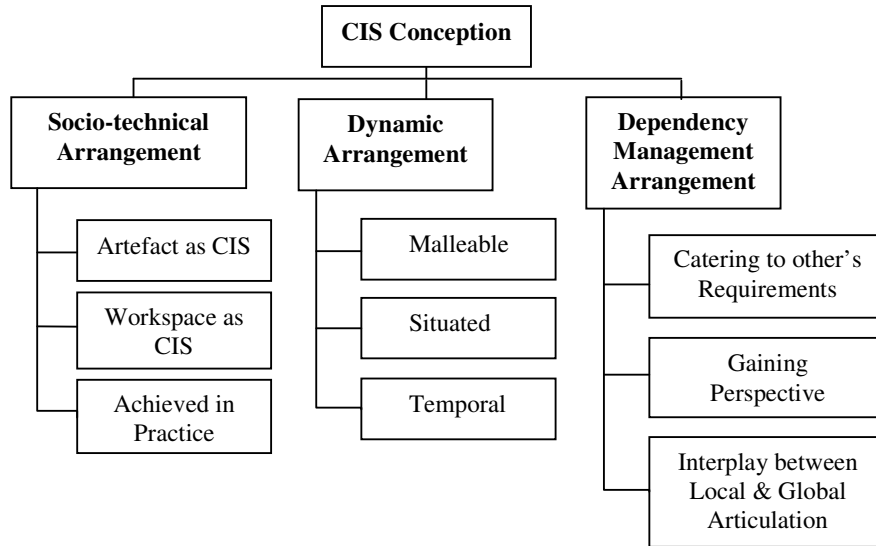 CIS Conception
Socio-technical
Arrangement
Artefact as CIS
Workspace as
CIS
Achieved in
Practice
Dynamic
Arrangement
Malleable
Situated
Temporal
Dependency
Management
Arrangement
Catering to other's
Requirements
Gaining
Perspective
Interplay between
Local & Global
Articulation